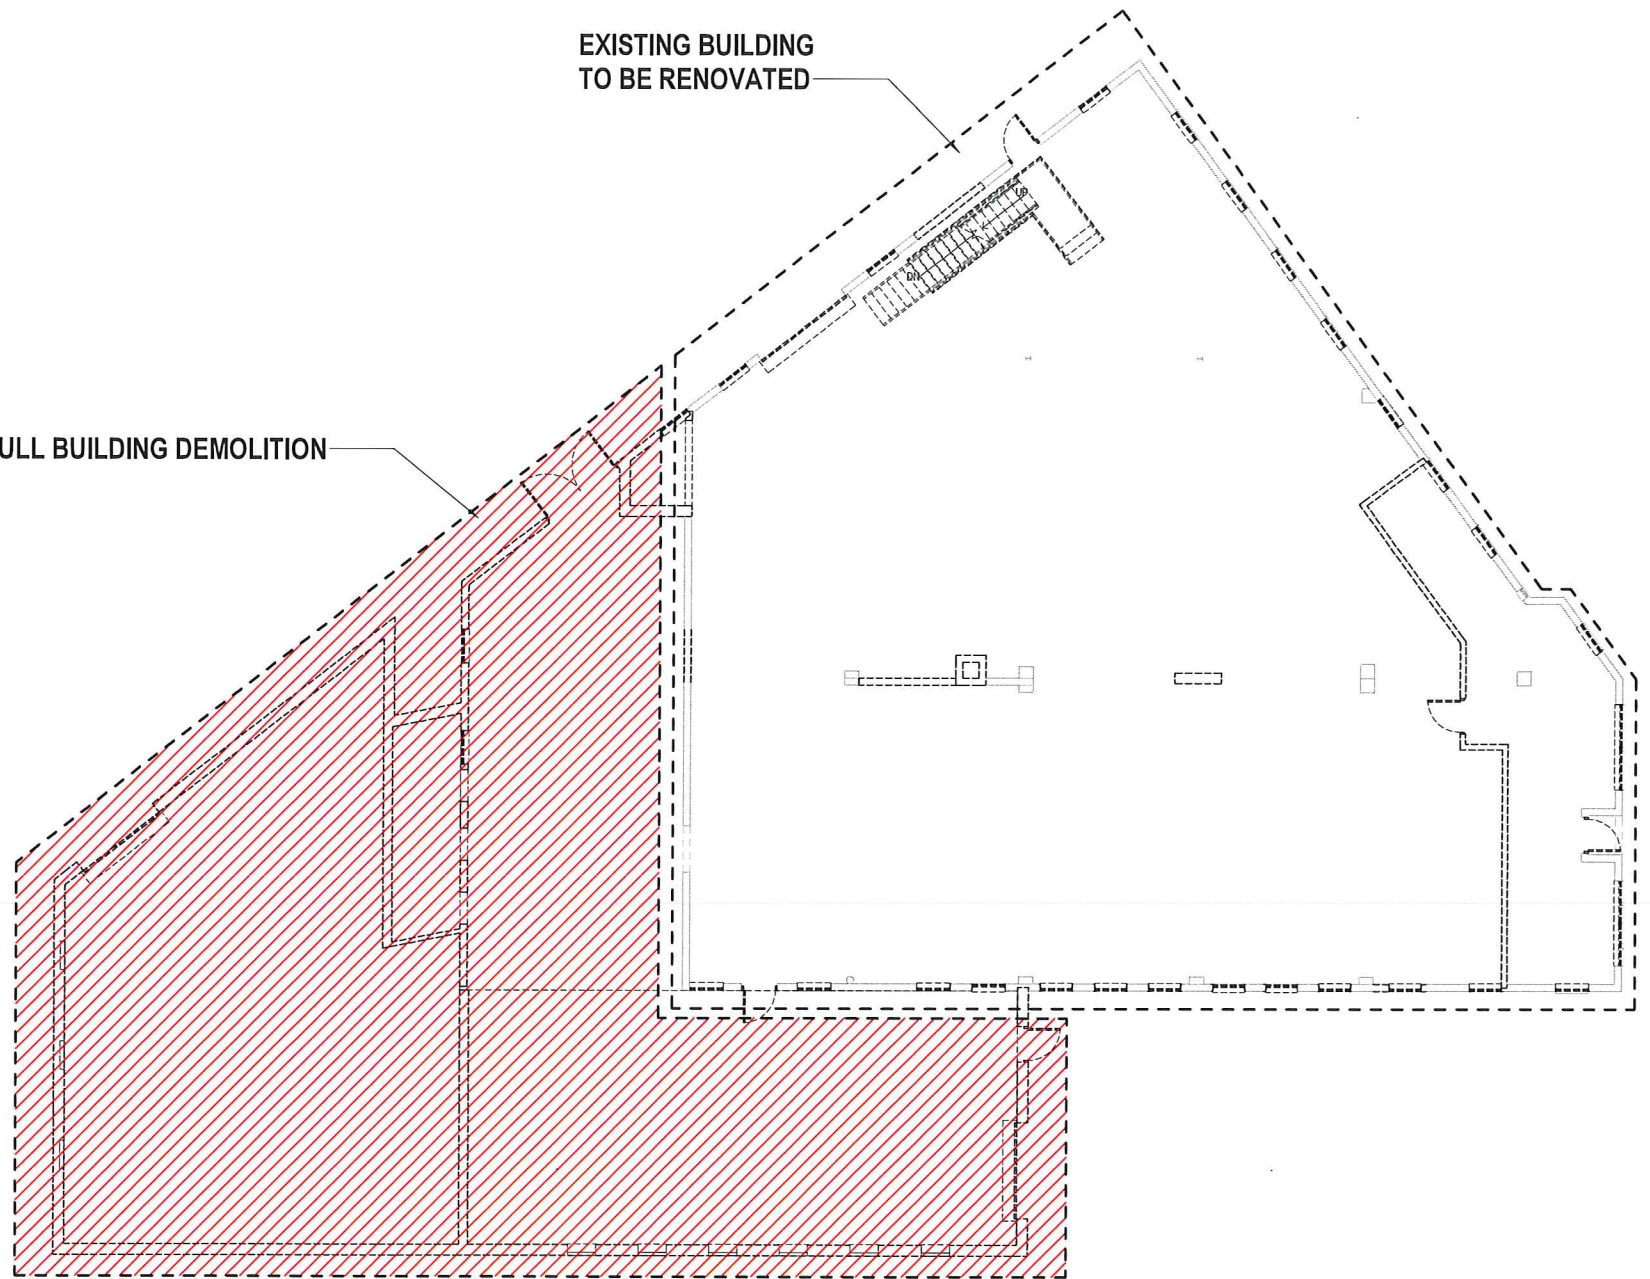 EXISTING BUILDING
TO BE RENOVATED
UP
DN
ULL BUILDING DEMOLITION